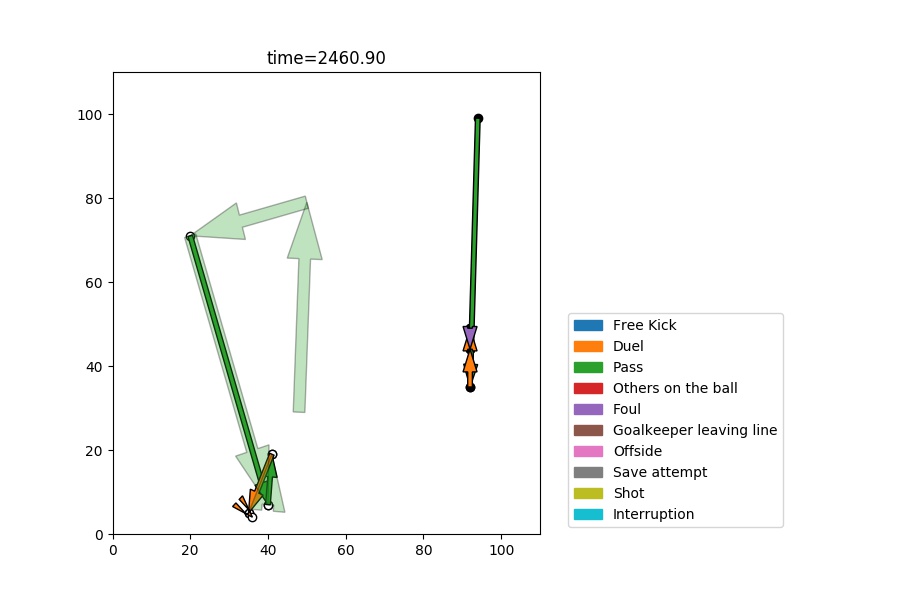 time=2460.90
100
80
60
40
20
0
0 20 40 60 80 100
Free Kick
Duel
Pass
Others on the ball
Foul
Goalkeeper leaving line
Offside
Save attempt
Shot
Interruption